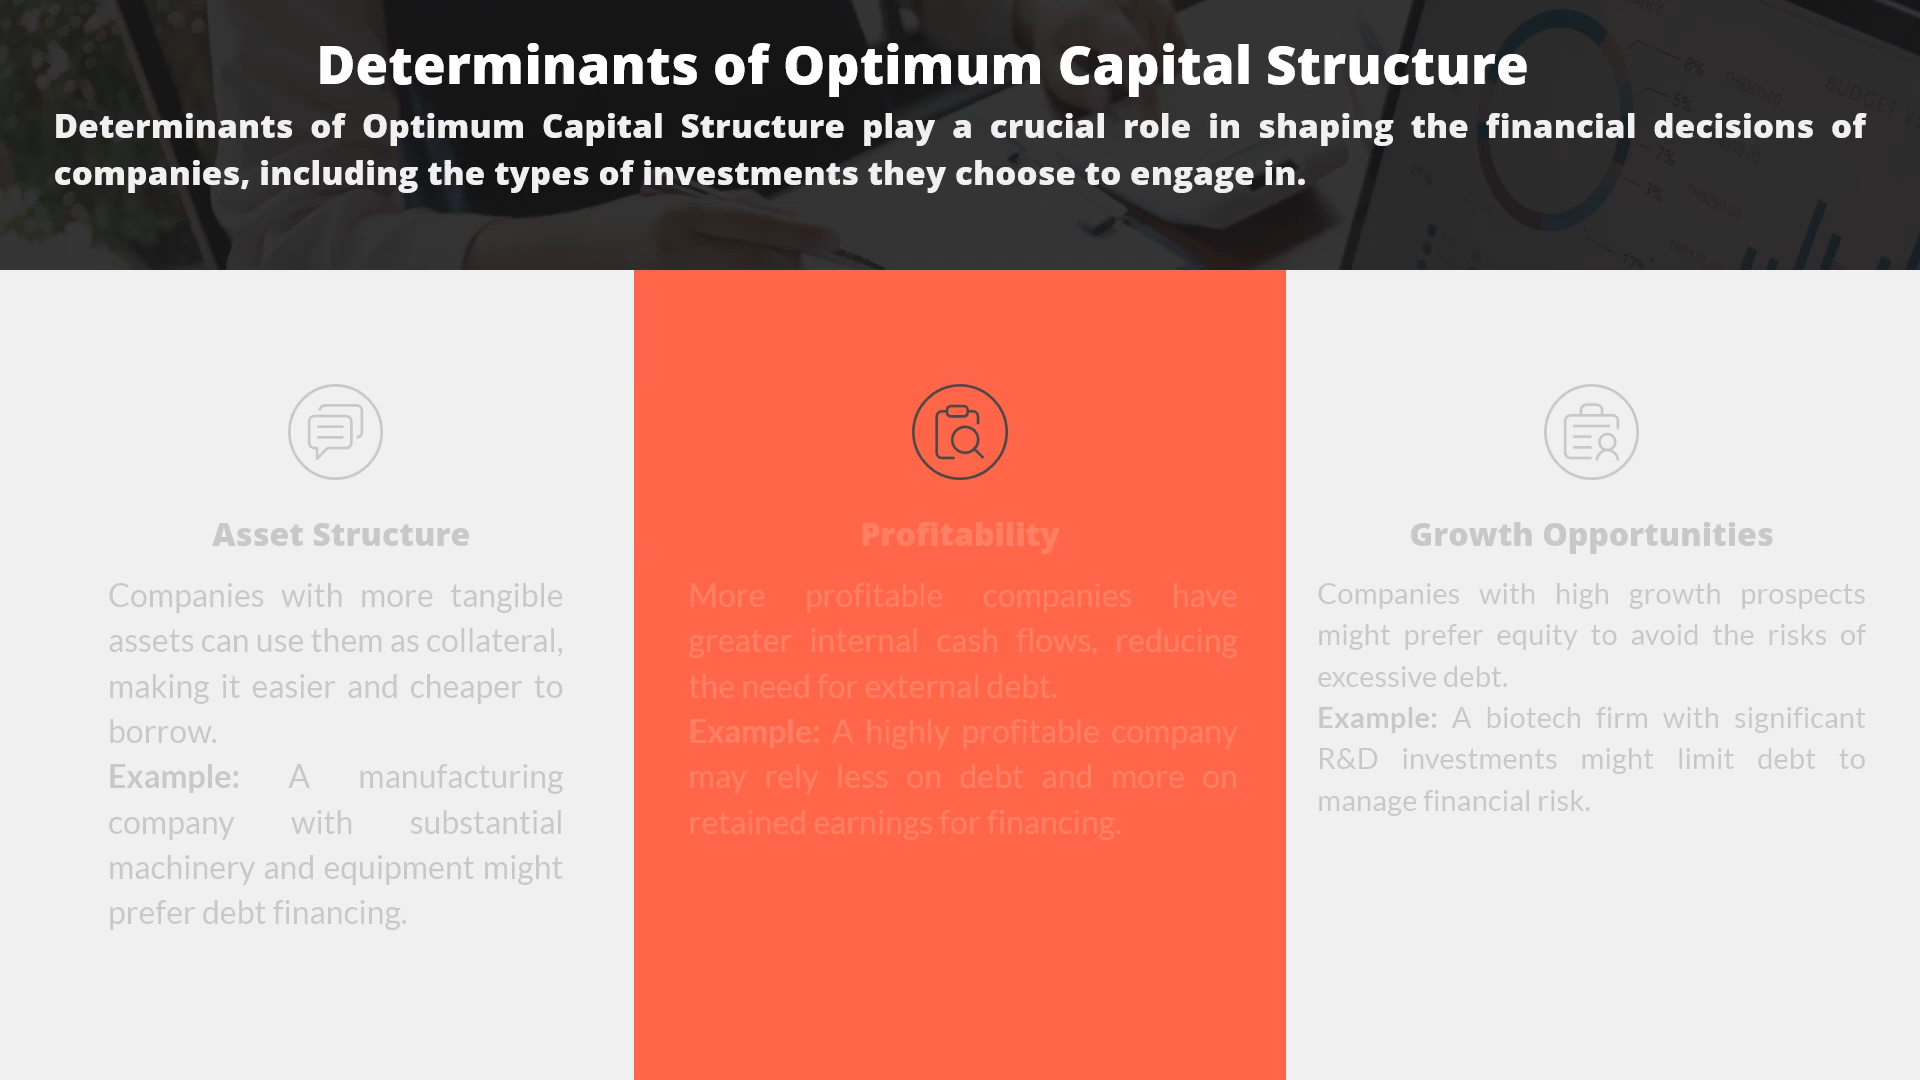 Determinants of Optimum Capital Structure
Determinants of Optimum Capital Structure play a crucial role in shaping the financial decisions of
companies, including the types of investments they choose to engage in.
8%
5%
7%
3%
BUDGET
Asset Structure
Companies with more tangible
assets can use them as collateral,
making it easier and cheaper to
borrow.
Example: A manufacturing
company with substantial
machinery and equipment might
prefer debt financing.
Profitability
More profitable companies have
greater internal cash flows, reducing
the need for external debt.
Example: A highly profitable company
may rely less on debt and more on
retained earnings for financing.
Growth Opportunities
Companies with high growth prospects
might prefer equity to avoid the risks of
excessive debt.
Example: A biotech firm with significant
R&D investments might limit debt to
manage financial risk.